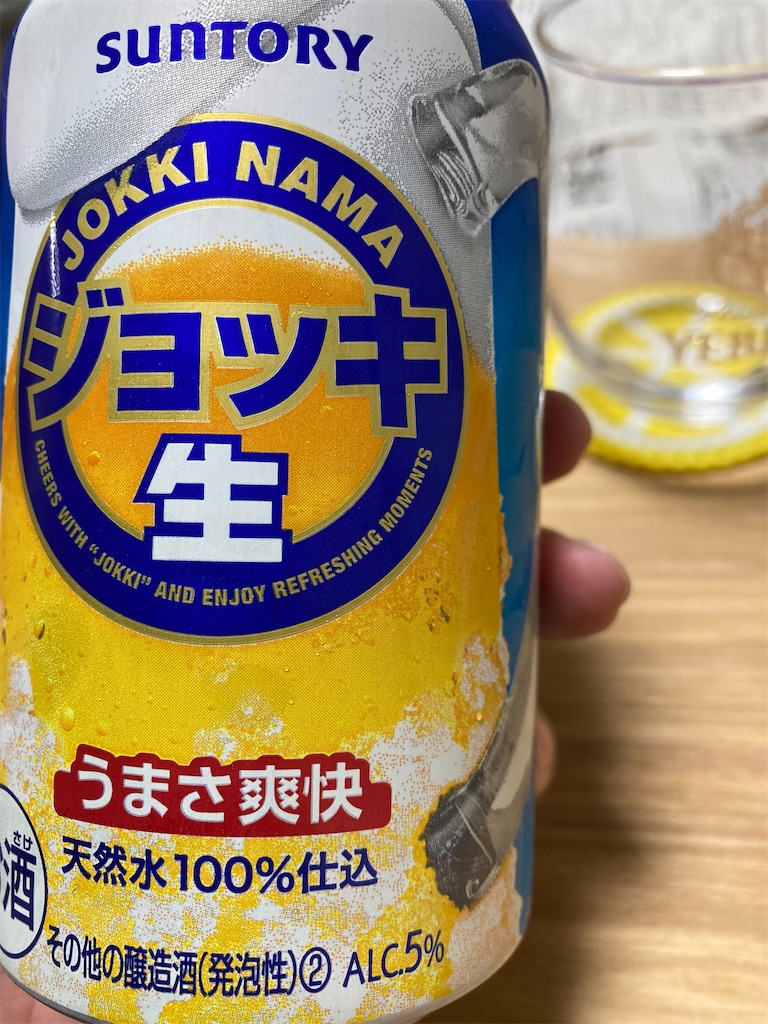 SUNTORY
JOKKI NAMA
ジョッキ
生
CHEERS WITH "JOKKI" AND ENJOY REFRESHING MOMENTS
うまさ爽快
天然水100%仕込
さけ
酒
その他の醸造酒(発泡性)② ALC.5%